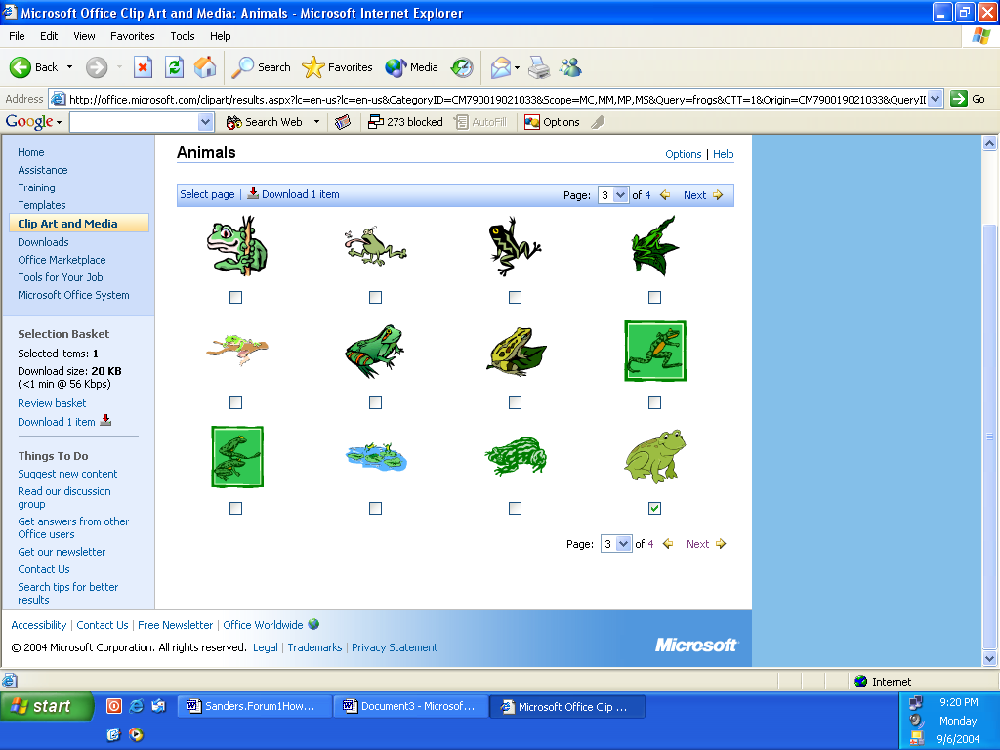 Microsoft Office Clip Art and Media: Animals - Microsoft Internet Explorer
File Edit View Favorites Tools Help
Back Search Favorites Media
Address http://office.microsoft.com/clipart/results.aspx?lc=en-us?lc=en-us&CategoryID=CM790019021033&Scope=MC,MM,MP,MS&Query=frogs&CTT=1&Origin=CM790019021033&QueryID Go
Google Search Web 273 blocked AutoFill Options
Home
Assistance
Training
Templates
Clip Art and Media
Downloads
Office Marketplace
Tools for Your Job
Microsoft Office System
Selection Basket
Selected items: 1
Download size: 20 KB
(<1 min @ 56 Kbps)
Review basket
Download 1 item
Things To Do
Suggest new content
Read our discussion
group
Get answers from other
Office users
Get our newsletter
Contact Us
Search tips for better
results
Animals
Options | Help
Select page | Download 1 item Page: 3 of 4 Next
Page: 3 of 4 Next
Accessibility | Contact Us | Free Newsletter | Office Worldwide
© 2004 Microsoft Corporation. All rights reserved. Legal | Trademarks | Privacy Statement
Microsoft
Internet
start Sanders.Forum1How... Document3 - Microsof... Microsoft Office Clip ...
9:20 PM
Monday
9/6/2004